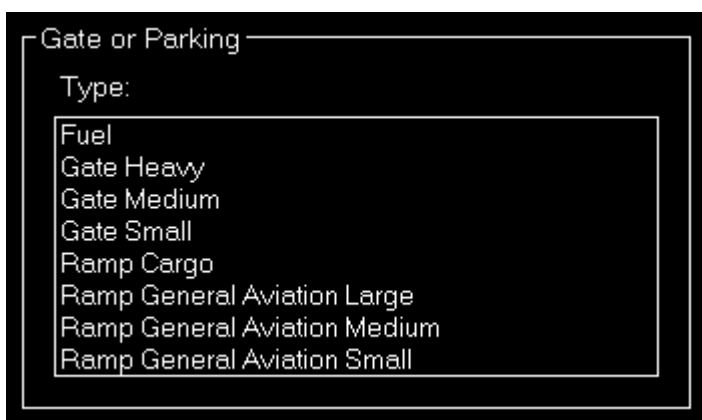 Gate or Parking
Type:
Fuel
Gate Heavy
Gate Medium
Gate Small
Ramp Cargo
Ramp General Aviation Large
Ramp General Aviation Medium
Ramp General Aviation Small